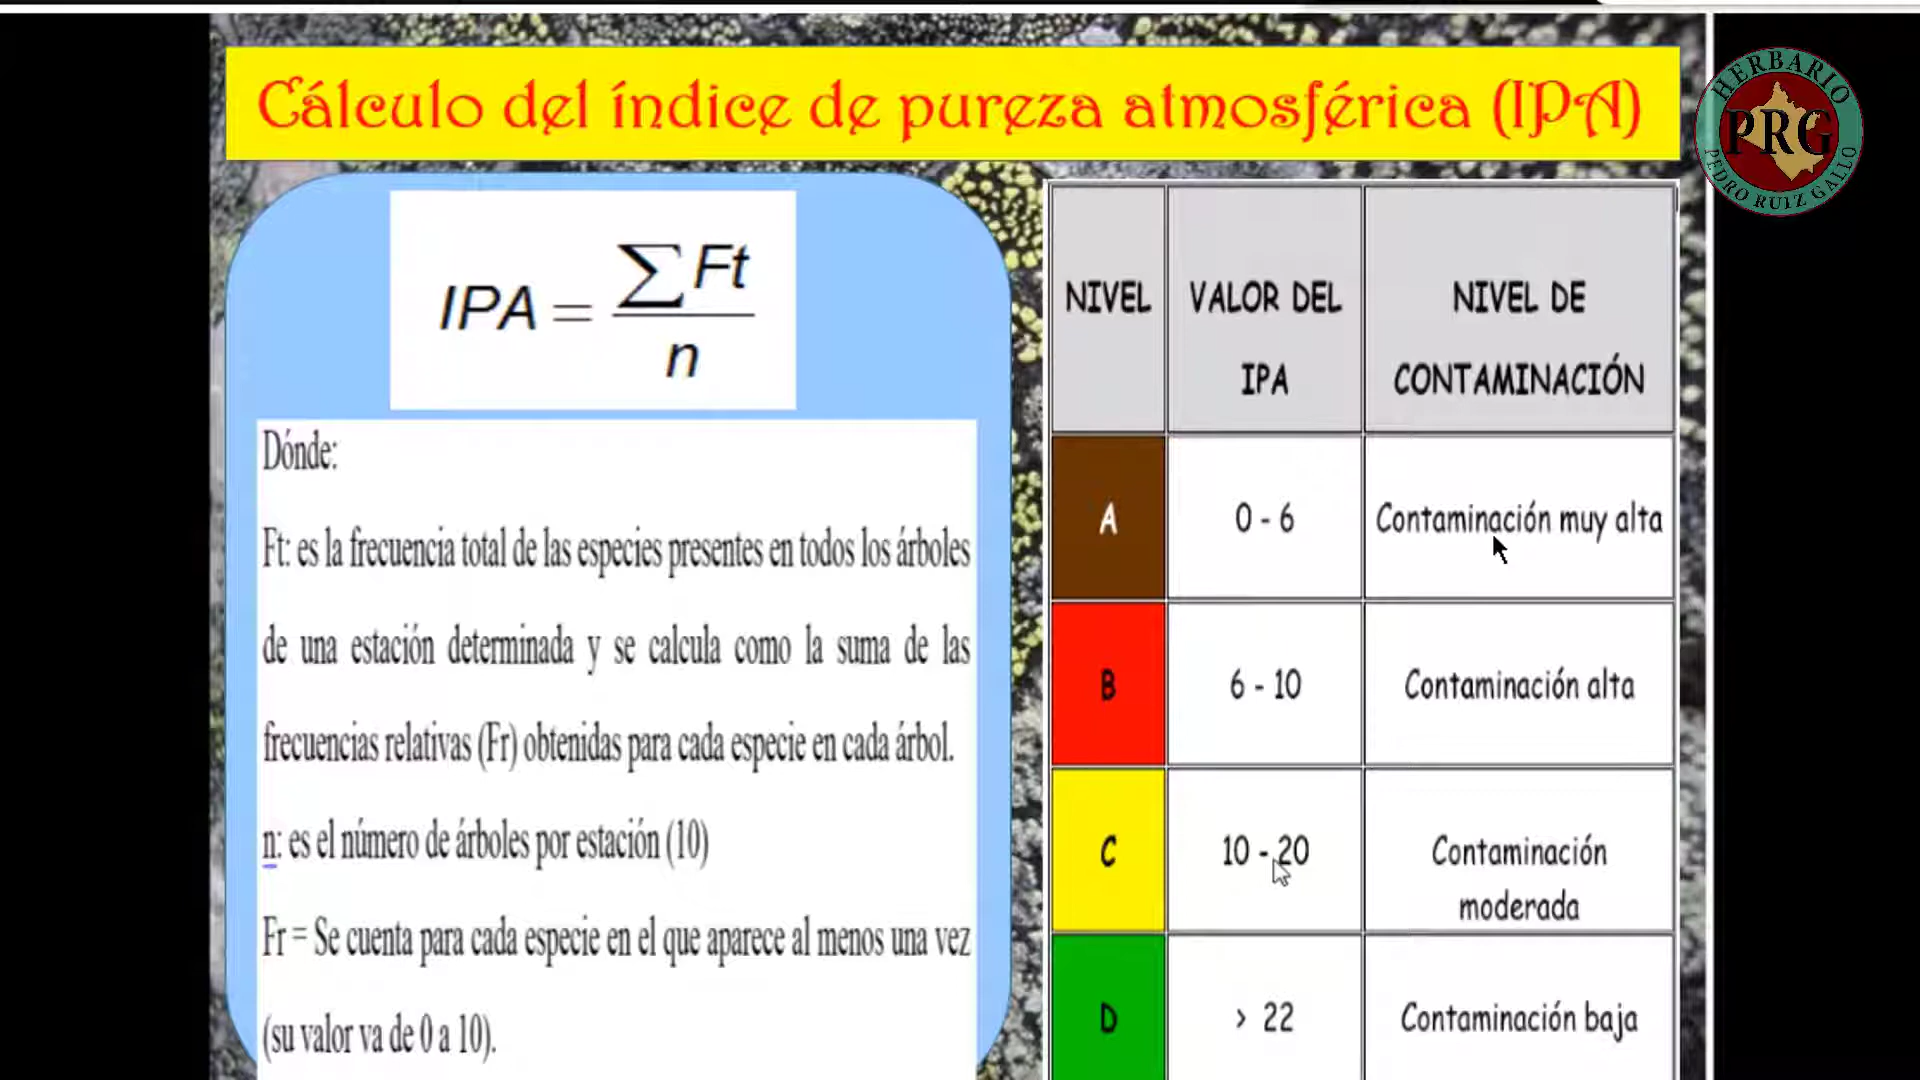 Cálculo del índice de pureza atmosférica (IPA)
HERBARIO
PRG
PEDRO RUIZ GALLO
IPA = ∑Ft / n
Dónde:
Ft: es la frecuencia total de las especies presentes en todos los árboles
de una estación determinada y se calcula como la suma de las
frecuencias relativas (Fr) obtenidas para cada especie en cada árbol.
n: es el número de árboles por estación (10)
Fr = Se cuenta para cada especie en el que aparece al menos una vez
(su valor va de 0 a 10).
NIVEL VALOR DEL NIVEL DE
IPA CONTAMINACIÓN
A 0 - 6 Contaminación muy alta
B 6 - 10 Contaminación alta
C 10 - 20 Contaminación
moderada
D > 22 Contaminación baja